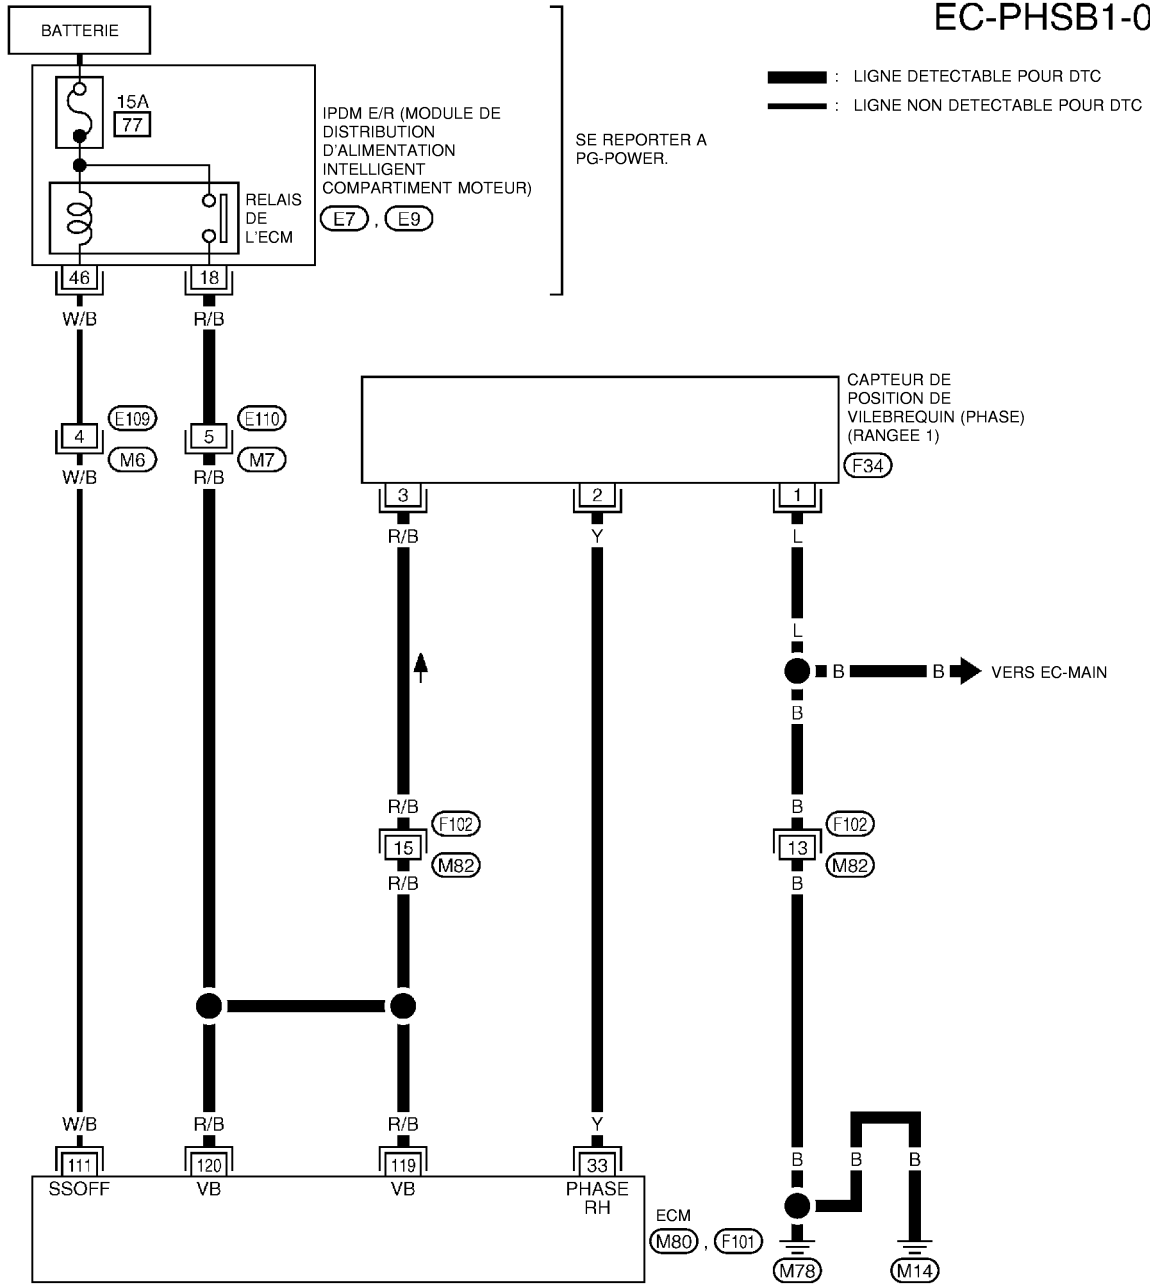 EC-PHSB1-0
BATTERIE
: LIGNE DETECTABLE POUR DTC
: LIGNE NON DETECTABLE POUR DTC
15A
77
IPDM E/R (MODULE DE
DISTRIBUTION
D'ALIMENTATION
INTELLIGENT
COMPARTIMENT MOTEUR)
E7 , E9
SE REPORTER A
PG-POWER.
RELAIS
DE
L'ECM
46 18
W/B R/B
CAPTEUR DE
POSITION DE
VILEBREQUIN (PHASE)
(RANGEE 1)
F34
E109 E110
4 5
M6 M7
W/B R/B
3 2 1
R/B Y L
L
B B VERS EC-MAIN
B
R/B B
F102 F102
15 13
M82 M82
R/B B
W/B R/B R/B Y
B B B
111 120 119 33
SSOFF VB VB PHASE
RH
ECM
M80 , F101
M78 M14